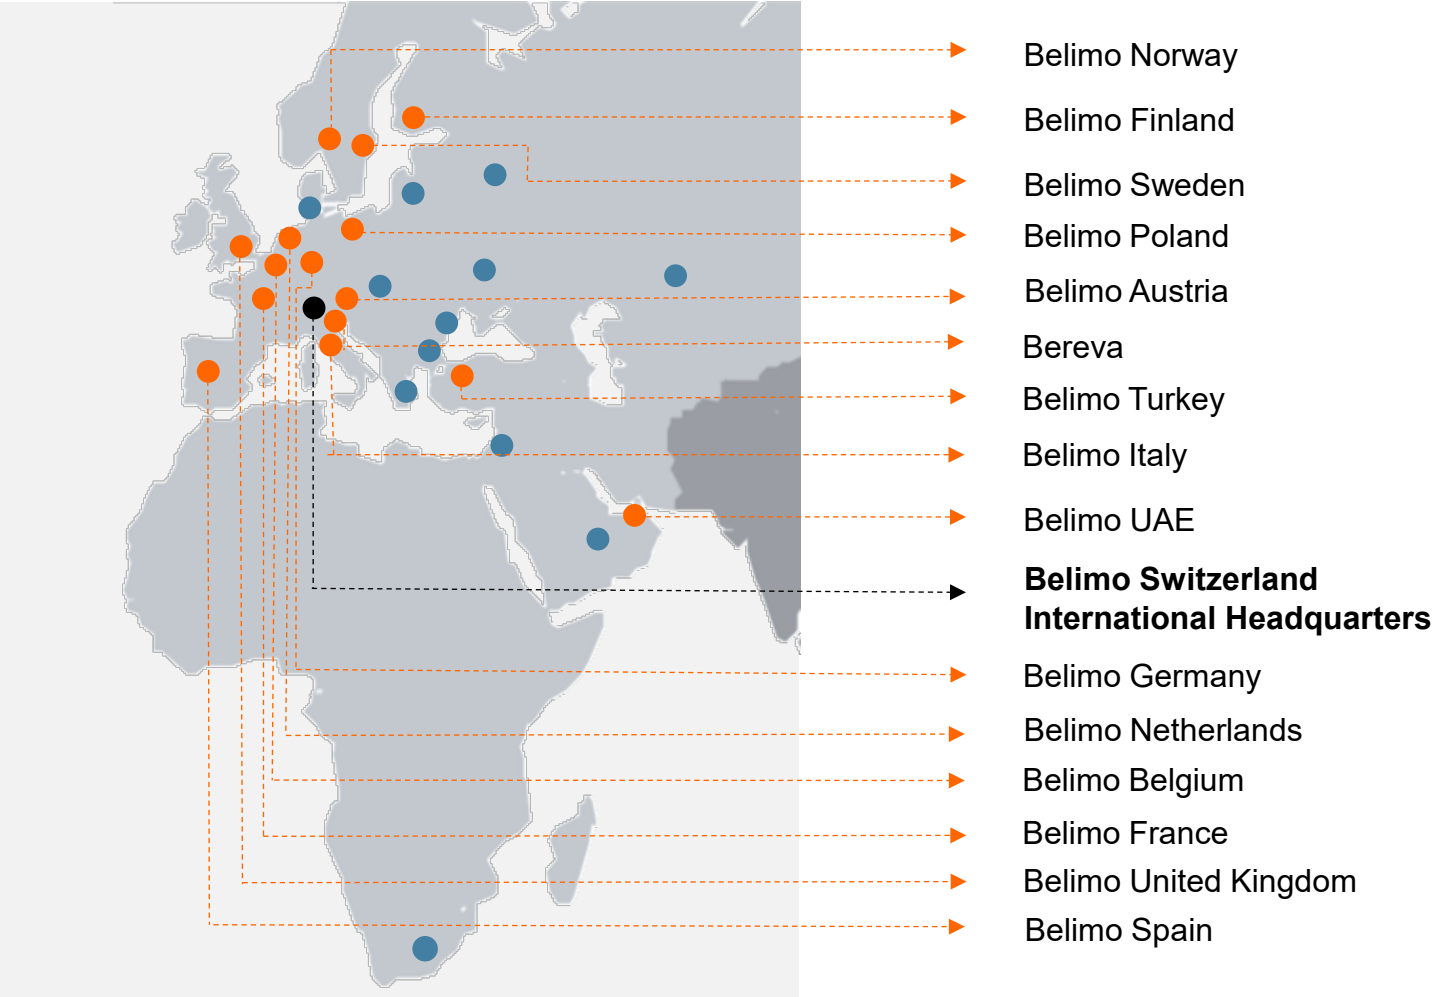 Belimo Norway
Belimo Finland
Belimo Sweden
Belimo Poland
Belimo Austria
Bereva
Belimo Turkey
Belimo Italy
Belimo UAE
Belimo Switzerland
International Headquarters
Belimo Germany
Belimo Netherlands
Belimo Belgium
Belimo France
Belimo United Kingdom
Belimo Spain